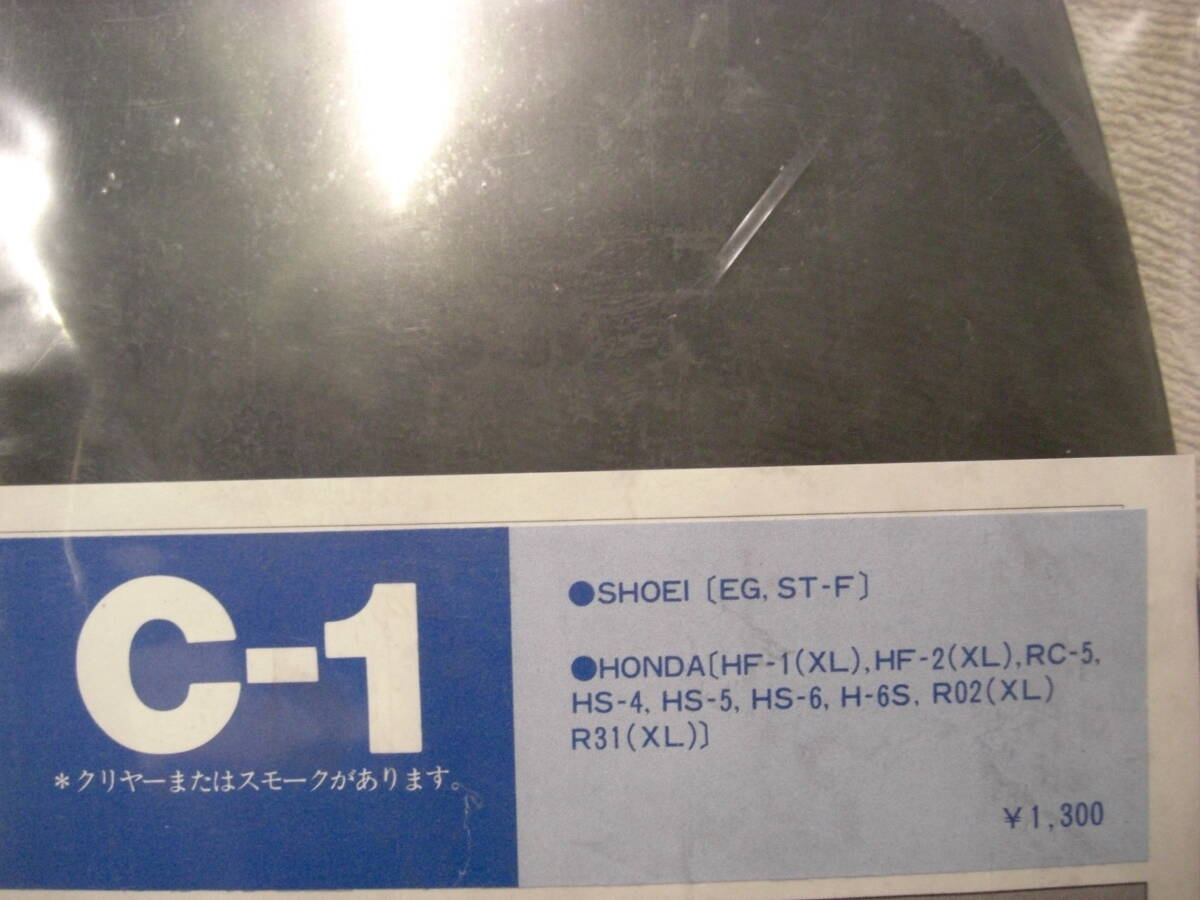 C-1
*クリヤーまたはスモークがあります。
●SHOEI〔EG, ST-F〕
●HONDA〔HF-1(XL),HF-2(XL),RC-5,
HS-4, HS-5, HS-6, H-6S, R02(XL)
R31(XL)〕
¥1,300